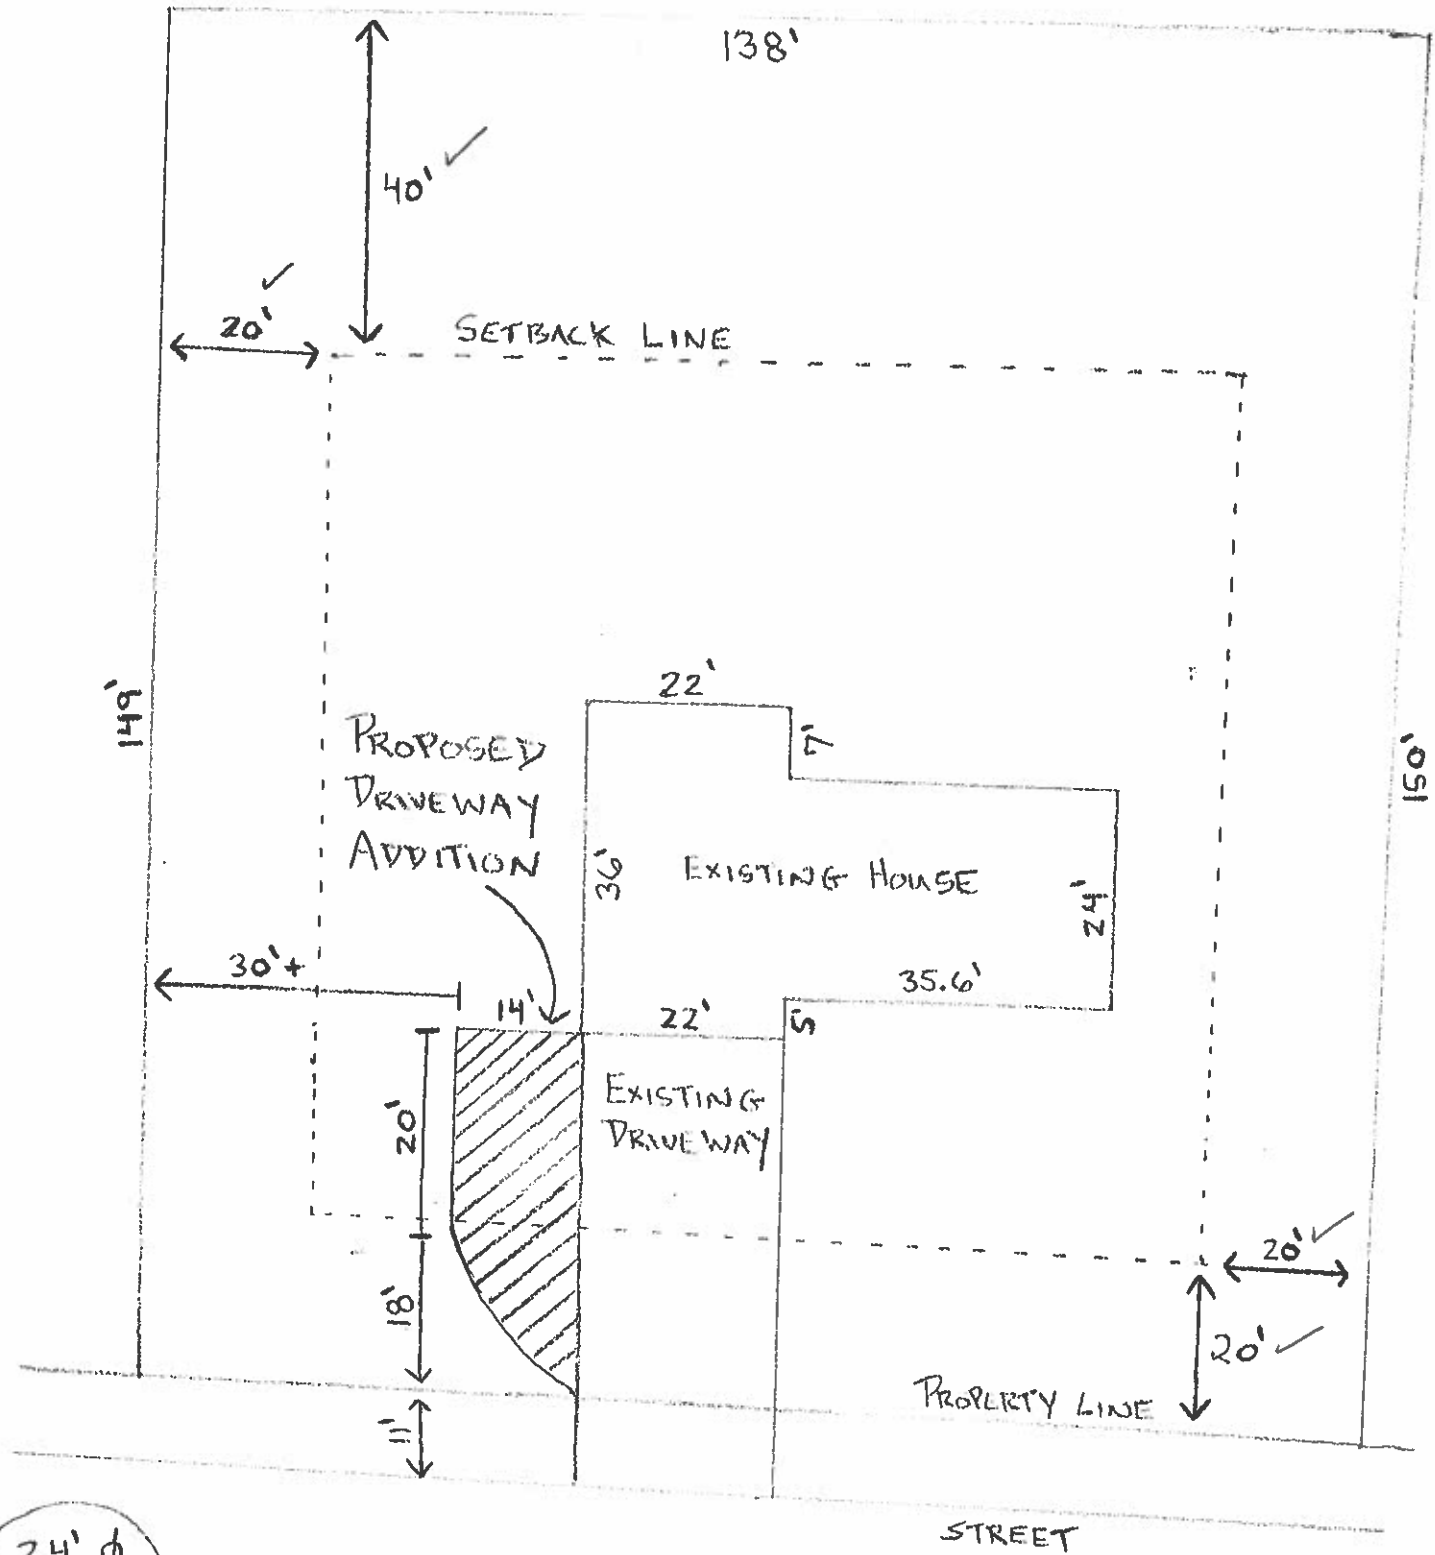 138'
40'
20'
SETBACK LINE
149'
22'
7'
PROPOSED
DRIVEWAY
ADDITION
36'
EXISTING HOUSE
24'
150'
30'+
35.6'
14'
22'
5
20'
EXISTING
DRIVEWAY
20'
18'
20'
PROPERTY LINE
11'
STREET
24' ϕ